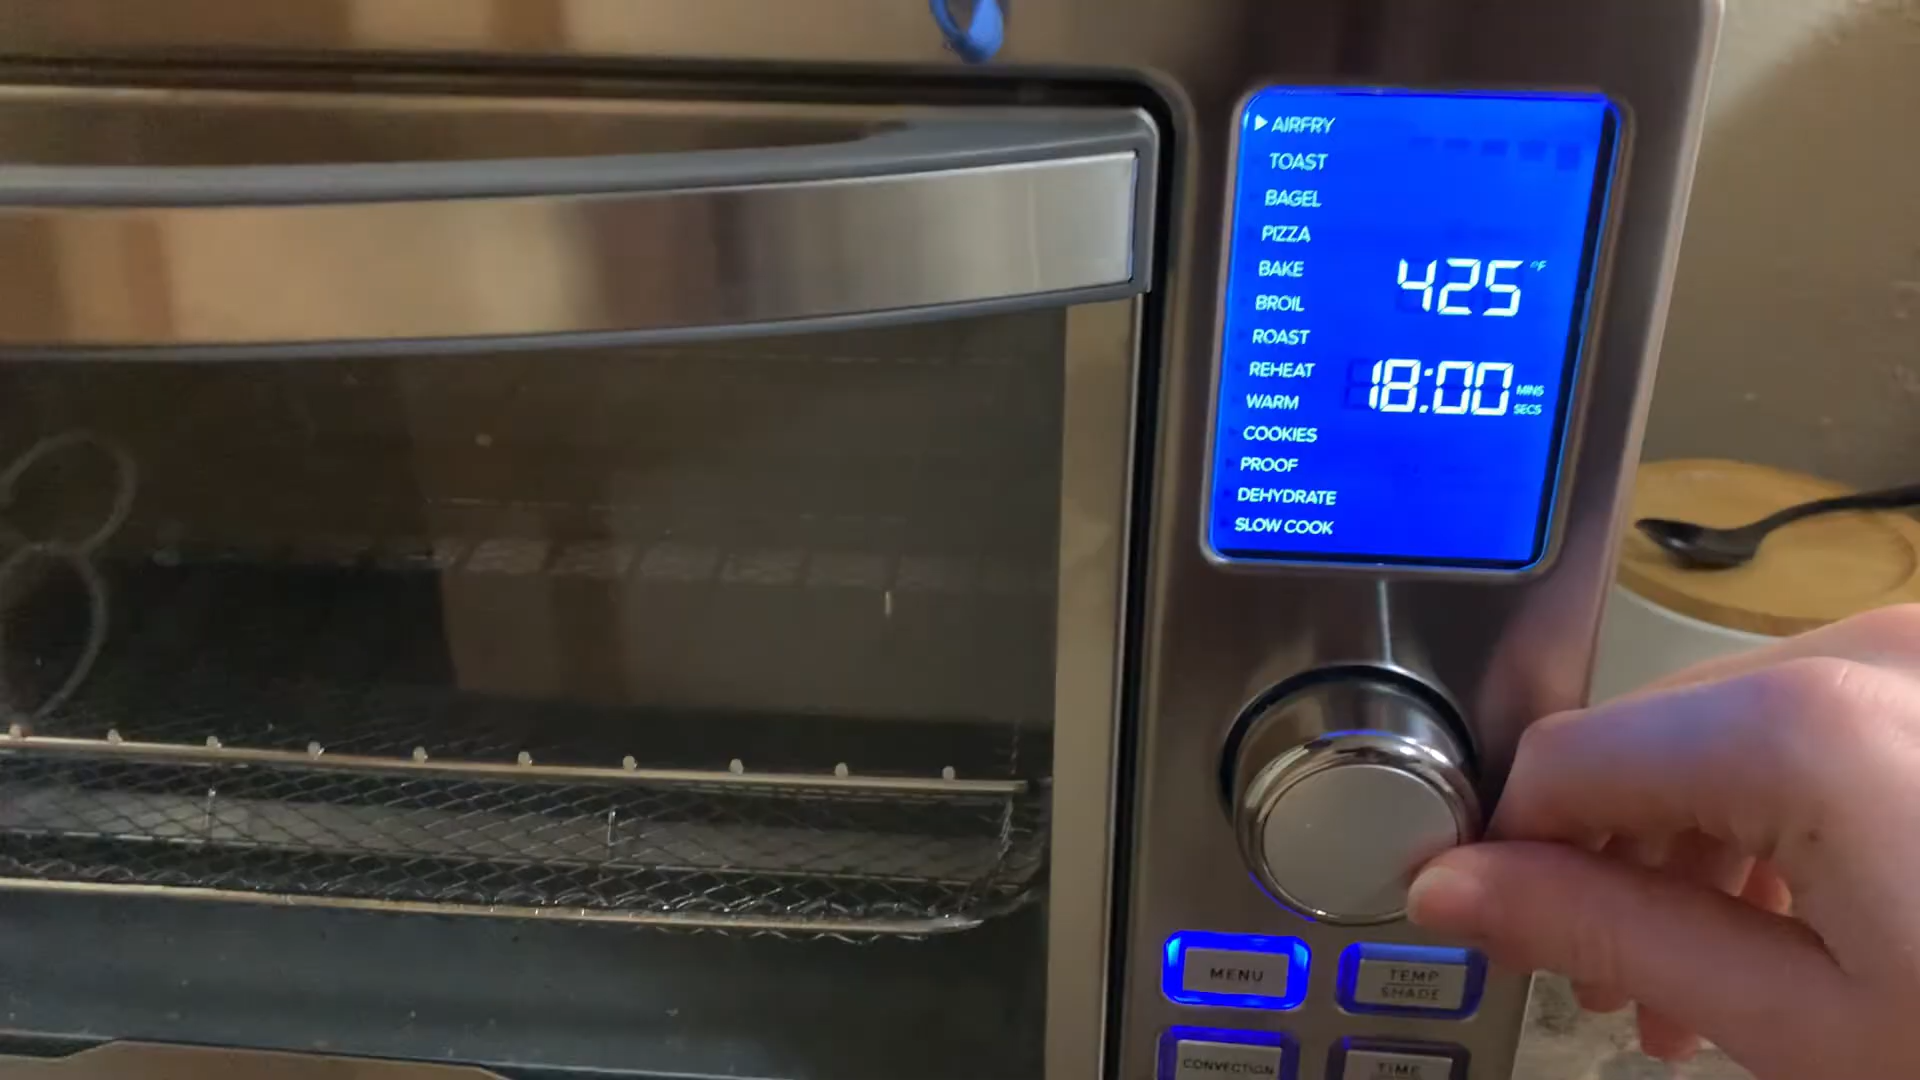 ▶ AIRFRY
TOAST
BAGEL
PIZZA
BAKE
425 °F
BROIL
ROAST
REHEAT
18:00 MINS SECS
WARM
COOKIES
PROOF
DEHYDRATE
SLOW COOK
MENU
TEMP
SHADE
CONVECTION
TIME